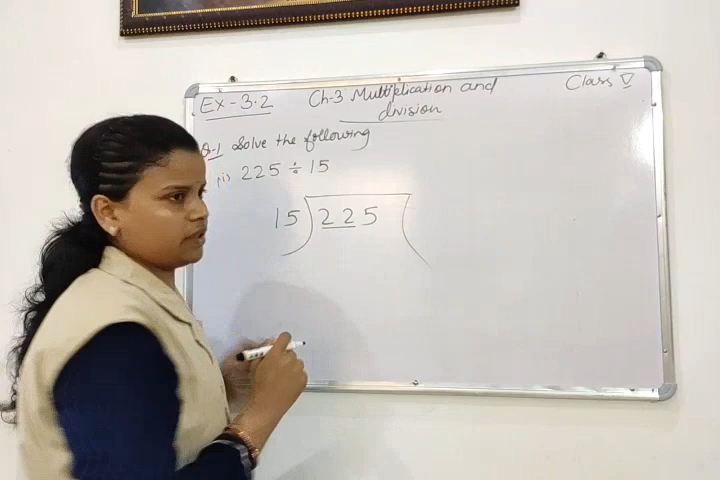 Ex-3.2 Ch-3 Multiplication and division Class V
Q-1 Solve the following
(i) 225 ÷ 15
15)225(